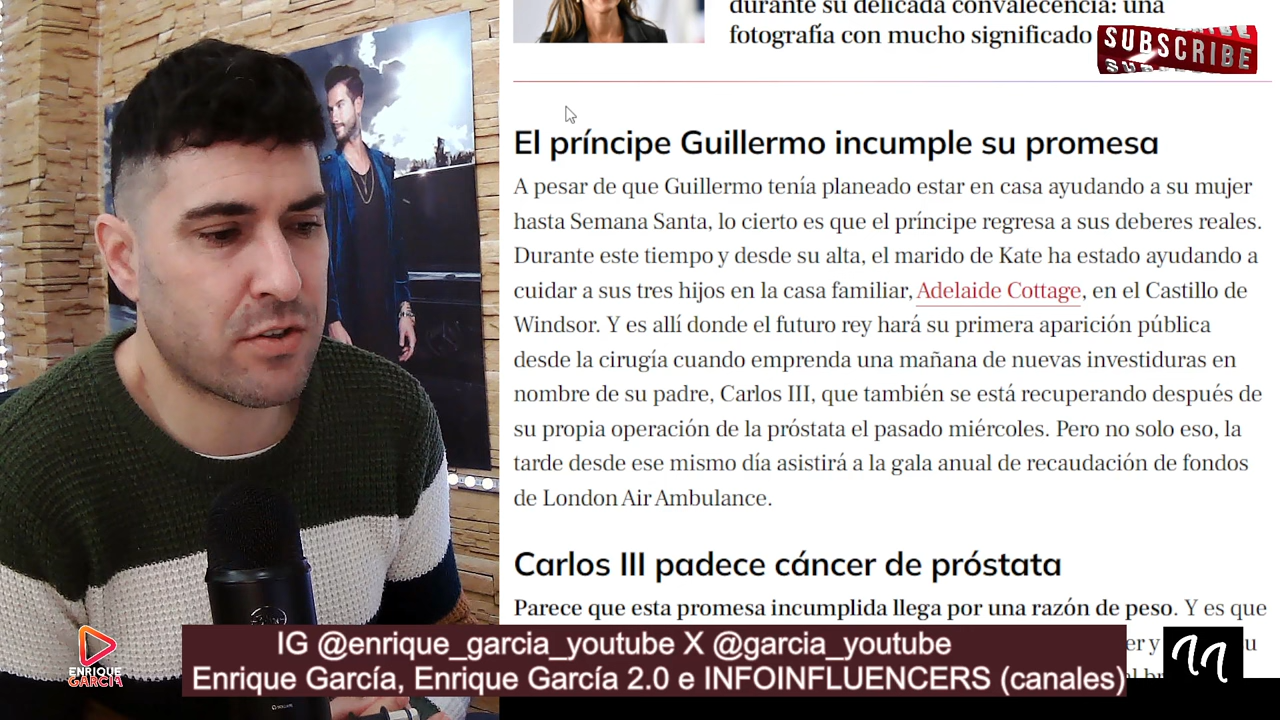 durante su delicada convalecencia: una
fotografía con mucho significado
SUBSCRIBE
El príncipe Guillermo incumple su promesa
A pesar de que Guillermo tenía planeado estar en casa ayudando a su mujer
hasta Semana Santa, lo cierto es que el príncipe regresa a sus deberes reales.
Durante este tiempo y desde su alta, el marido de Kate ha estado ayudando a
cuidar a sus tres hijos en la casa familiar, Adelaide Cottage, en el Castillo de
Windsor. Y es allí donde el futuro rey hará su primera aparición pública
desde la cirugía cuando emprenda una mañana de nuevas investiduras en
nombre de su padre, Carlos III, que también se está recuperando después de
su propia operación de la próstata el pasado miércoles. Pero no solo eso, la
tarde desde ese mismo día asistirá a la gala anual de recaudación de fondos
de London Air Ambulance.
Carlos III padece cáncer de próstata
Parece que esta promesa incumplida llega por una razón de peso. Y es que
IG @enrique_garcia_youtube X @garcia_youtube
Enrique García, Enrique García 2.0 e INFOINFLUENCERS (canales)
ENRIQUE
GARCÍA